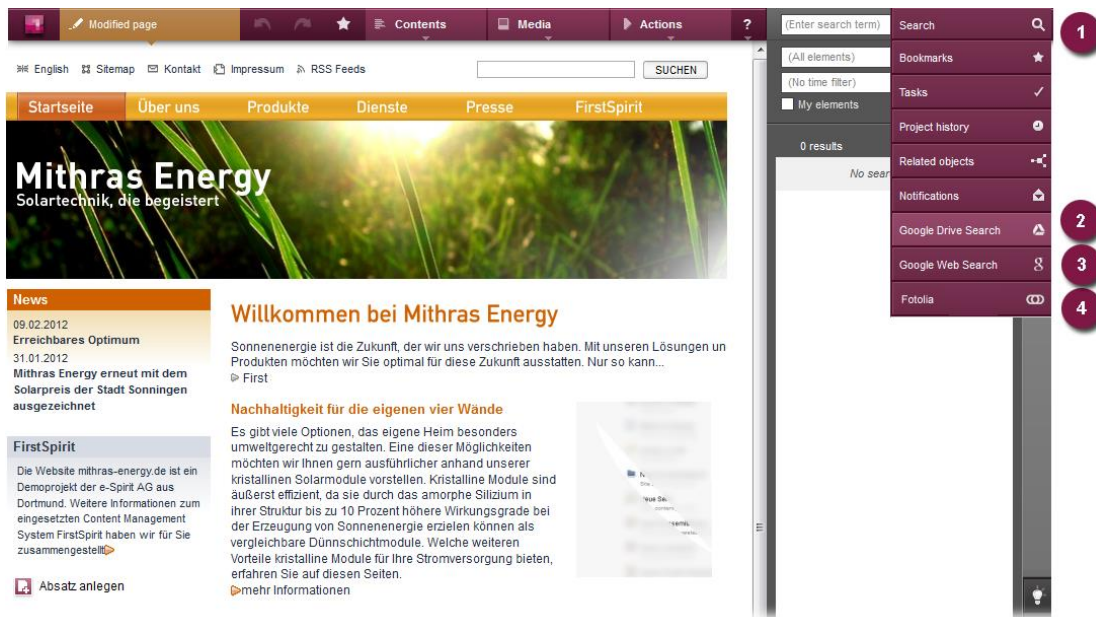 Modified page
Contents
Media
Actions
?
(Enter search term)
(All elements)
(No time filter)
My elements
0 results
No sear
Search
Bookmarks
Tasks
Project history
Related objects
Notifications
Google Drive Search
Google Web Search
Fotolia
1
2
3
4
English Sitemap Kontakt Impressum RSS Feeds
SUCHEN
Startseite Über uns Produkte Dienste Presse FirstSpirit
Mithras Energy
Solartechnik, die begeistert
News
09.02.2012
Erreichbares Optimum
31.01.2012
Mithras Energy erneut mit dem
Solarpreis der Stadt Sonningen
ausgezeichnet
FirstSpirit
Die Website mithras-energy.de ist ein
Demoprojekt der e-Spirit AG aus
Dortmund. Weitere Informationen zum
eingesetzten Content Management
System FirstSpirit haben wir für Sie
zusammengestellt
Absatz anlegen
Willkommen bei Mithras Energy
Sonnenenergie ist die Zukunft, der wir uns verschrieben haben. Mit unseren Lösungen un
Produkten möchten wir Sie optimal für diese Zukunft ausstatten. Nur so kann...
First
Nachhaltigkeit für die eigenen vier Wände
Es gibt viele Optionen, das eigene Heim besonders
umweltgerecht zu gestalten. Eine dieser Möglichkeiten
möchten wir Ihnen gern ausführlicher anhand unserer
kristallinen Solarmodule vorstellen. Kristalline Module sind
äußerst effizient, da sie durch das amorphe Silizium in
ihrer Struktur bis zu 10 Prozent höhere Wirkungsgrade bei
der Erzeugung von Sonnenenergie erzielen können als
vergleichbare Dünnschichtmodule. Welche weiteren
Vorteile kristalline Module für Ihre Stromversorgung bieten,
erfahren Sie auf diesen Seiten.
mehr Informationen